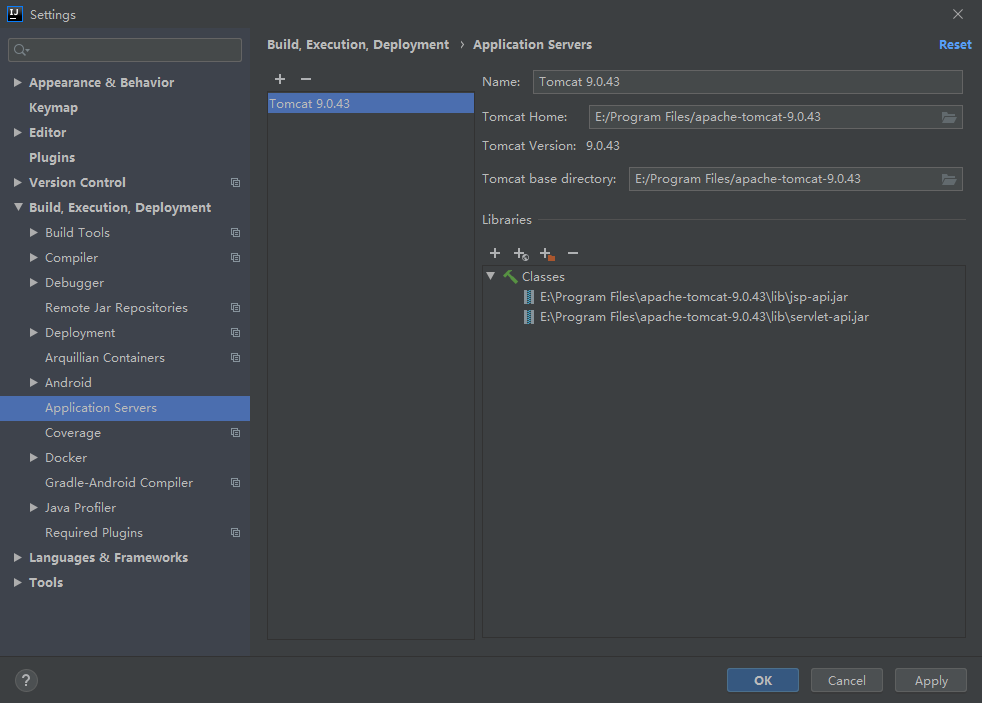 Settings
Appearance & Behavior
Keymap
Editor
Plugins
Version Control
Build, Execution, Deployment
Build Tools
Compiler
Debugger
Remote Jar Repositories
Deployment
Arquillian Containers
Android
Application Servers
Coverage
Docker
Gradle-Android Compiler
Java Profiler
Required Plugins
Languages & Frameworks
Tools
Build, Execution, Deployment › Application Servers
Reset
Tomcat 9.0.43
Name: Tomcat 9.0.43
Tomcat Home: E:/Program Files/apache-tomcat-9.0.43
Tomcat Version: 9.0.43
Tomcat base directory: E:/Program Files/apache-tomcat-9.0.43
Libraries
Classes
E:\Program Files\apache-tomcat-9.0.43\lib\jsp-api.jar
E:\Program Files\apache-tomcat-9.0.43\lib\servlet-api.jar
?
OK
Cancel
Apply